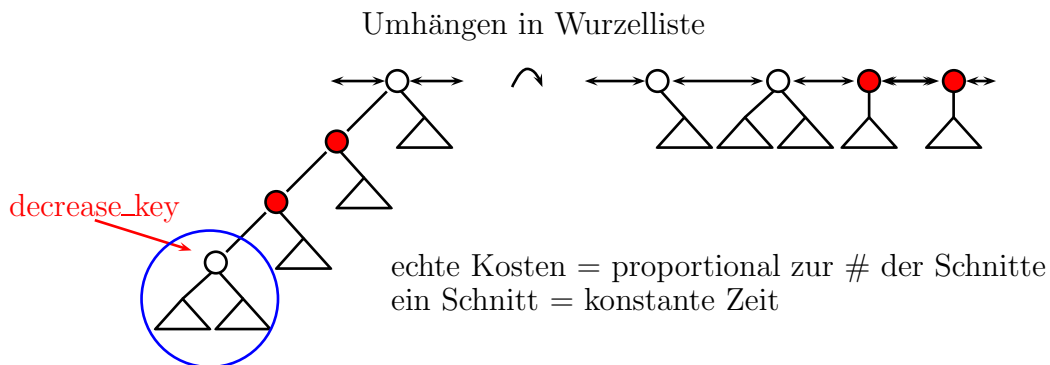 Umhängen in Wurzelliste
decrease_key
echte Kosten = proportional zur # der Schnitte
ein Schnitt = konstante Zeit